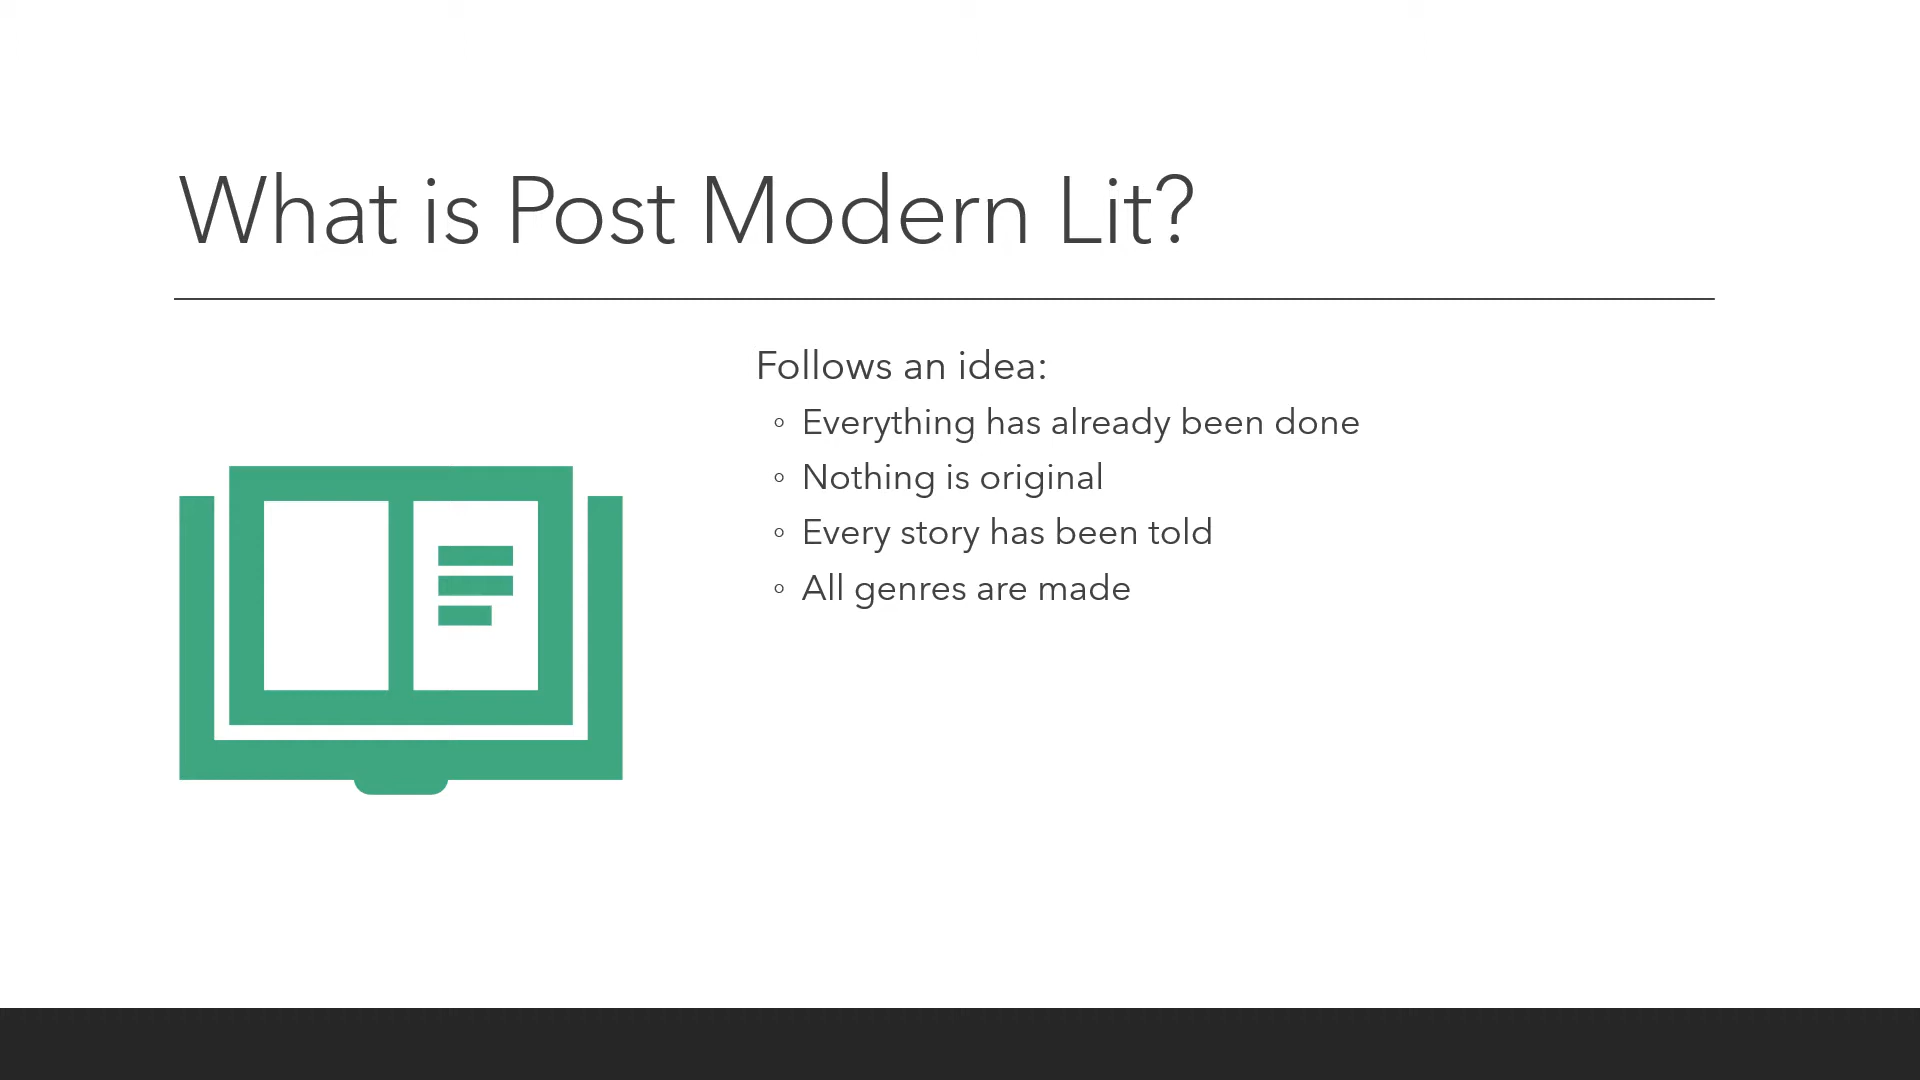 What is Post Modern Lit?
Follows an idea:
◦ Everything has already been done
◦ Nothing is original
◦ Every story has been told
◦ All genres are made